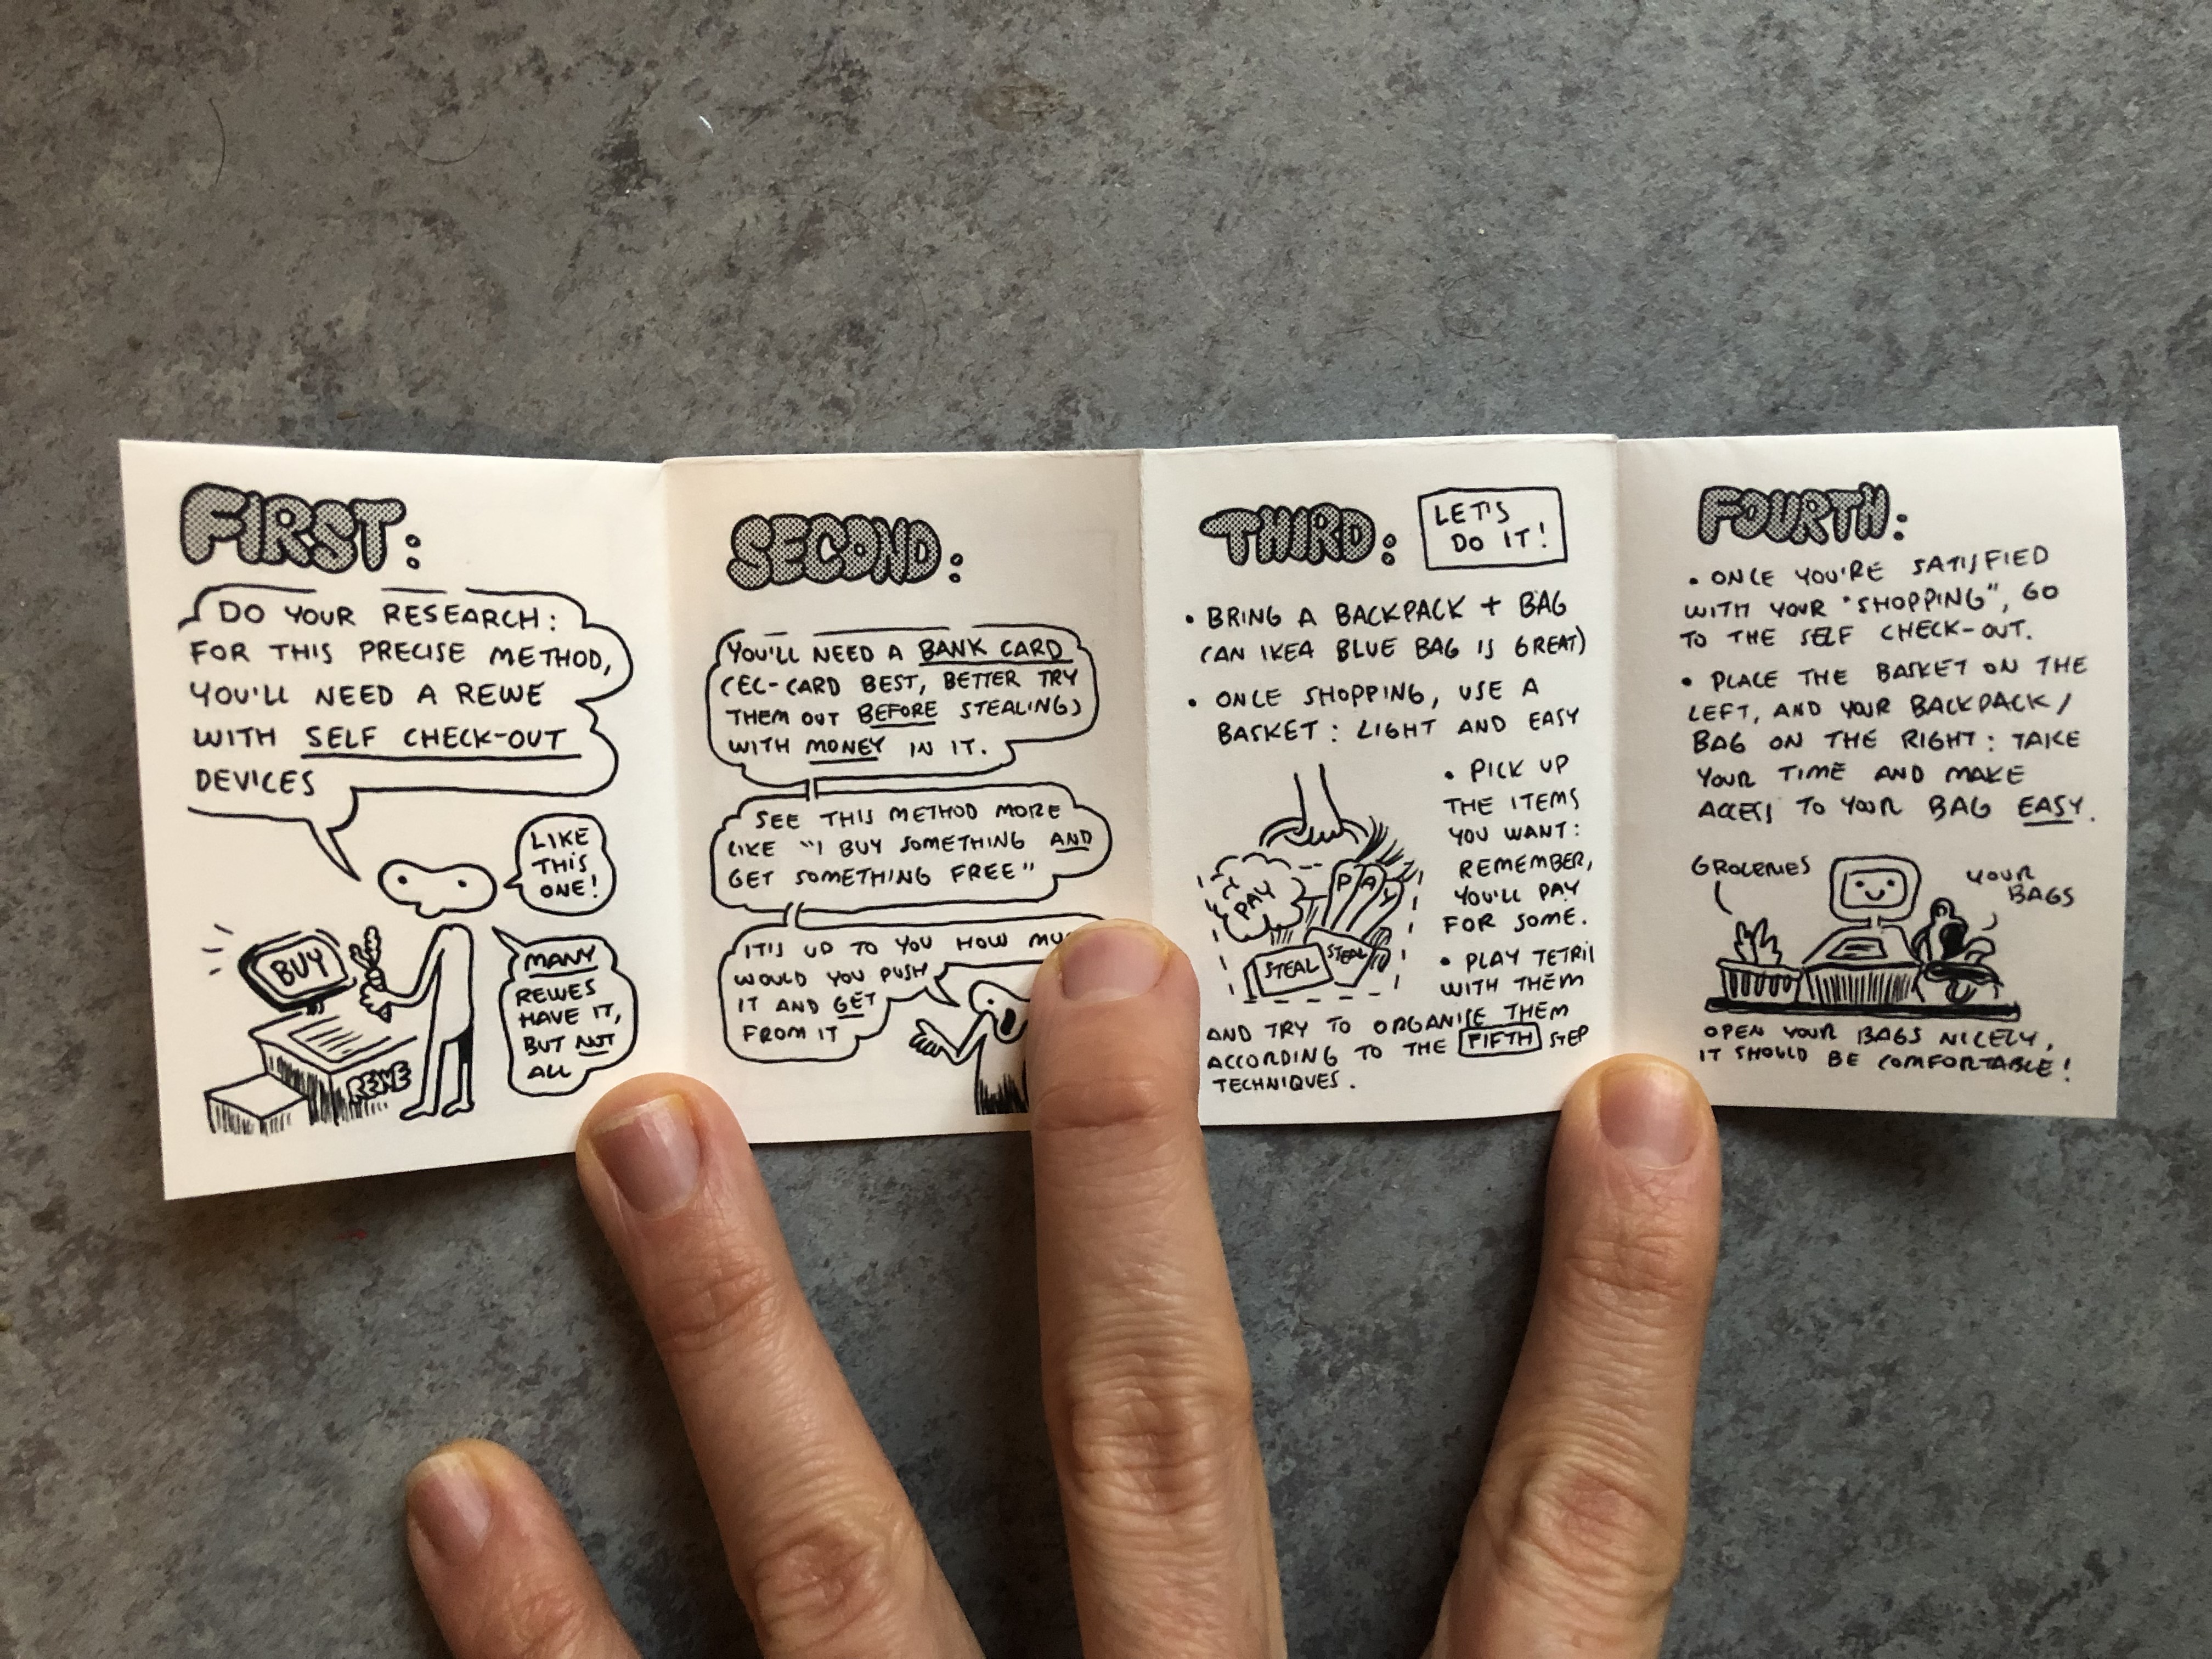 FIRST:
DO YOUR RESEARCH:
FOR THIS PRECISE METHOD,
YOU'LL NEED A REWE
WITH SELF CHECK-OUT
DEVICES
LIKE
THIS
ONE!
BUY
MANY
REWES
HAVE IT,
BUT NOT
ALL
REWE
SECOND:
YOU'LL NEED A BANK CARD
(EC-CARD BEST, BETTER TRY
THEM OUT BEFORE STEALING)
WITH MONEY IN IT.
SEE THIS METHOD MORE
LIKE "I BUY SOMETHING AND
GET SOMETHING FREE"
IT'S UP TO YOU HOW
WOULD YOU PUSH
IT AND GET
FROM IT
THIRD:
LET'S
DO IT!
• BRING A BACKPACK + BAG
(AN IKEA BLUE BAG IS GREAT)
• ONCE SHOPPING, USE A
BASKET: LIGHT AND EASY
• PICK UP
THE ITEMS
YOU WANT:
REMEMBER,
YOU'LL PAY
FOR SOME.
PAY
PAY
STEAL
STEAL
• PLAY TETRIS
WITH THEM
AND TRY TO ORGANISE THEM
ACCORDING TO THE FIFTH STEP
TECHNIQUES.
FOURTH:
• ONCE YOU'RE SATISFIED
WITH YOUR "SHOPPING", GO
TO THE SELF CHECK-OUT.
• PLACE THE BASKET ON THE
LEFT, AND YOUR BACKPACK/
BAG ON THE RIGHT: TAKE
YOUR TIME AND MAKE
ACCESS TO YOUR BAG EASY.
GROCERIES
YOUR
BAGS
OPEN YOUR BAGS NICELY,
IT SHOULD BE COMFORTABLE!